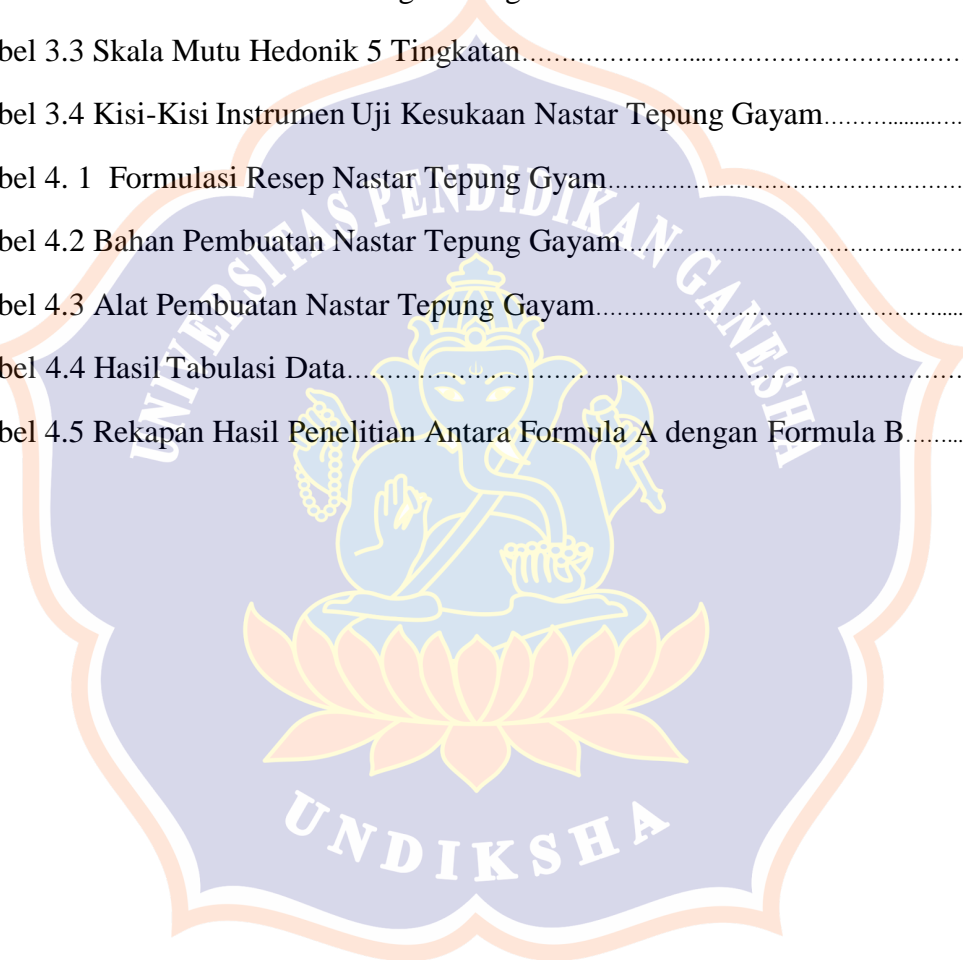 bel 3.3 Skala Mutu Hedonik 5 Tingkatan
bel 3.4 Kisi-Kisi Instrumen Uji Kesukaan Nastar Tepung Gayam
bel 4. 1 Formulasi Resep Nastar Tepung Gyam
bel 4.2 Bahan Pembuatan Nastar Tepung Gayam
bel 4.3 Alat Pembuatan Nastar Tepung Gayam
bel 4.4 Hasil Tabulasi Data
bel 4.5 Rekapan Hasil Penelitian Antara Formula A dengan Formula B
UNIVERSITAS PENDIDIKAN GANESHA
UNDIKSHA